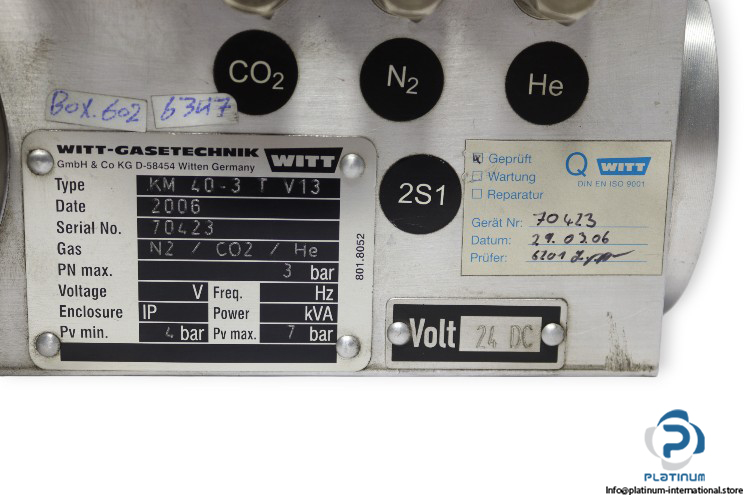 CO2
N2
He
Box.602
6347
WITT-GASETECHNIK
GmbH & Co KG D-58454 Witten Germany
WITT
Type KM 40-3 T V13
Date 2006
Serial No. 70423
Gas N2 / CO2 / He
PN max. 3 bar
Voltage V Freq. Hz
Enclosure IP Power kVA
Pv min. 4 bar Pv max. 7 bar
801.8052
2S1
Geprüft
Wartung
Reparatur
Q WITT
DIN EN ISO 9001
Gerät Nr: 70423
Datum: 29.03.06
Prüfer: 6201
Volt 24 DC
PLATINUM
INTERNATIONAL
Info@platinum-international.store